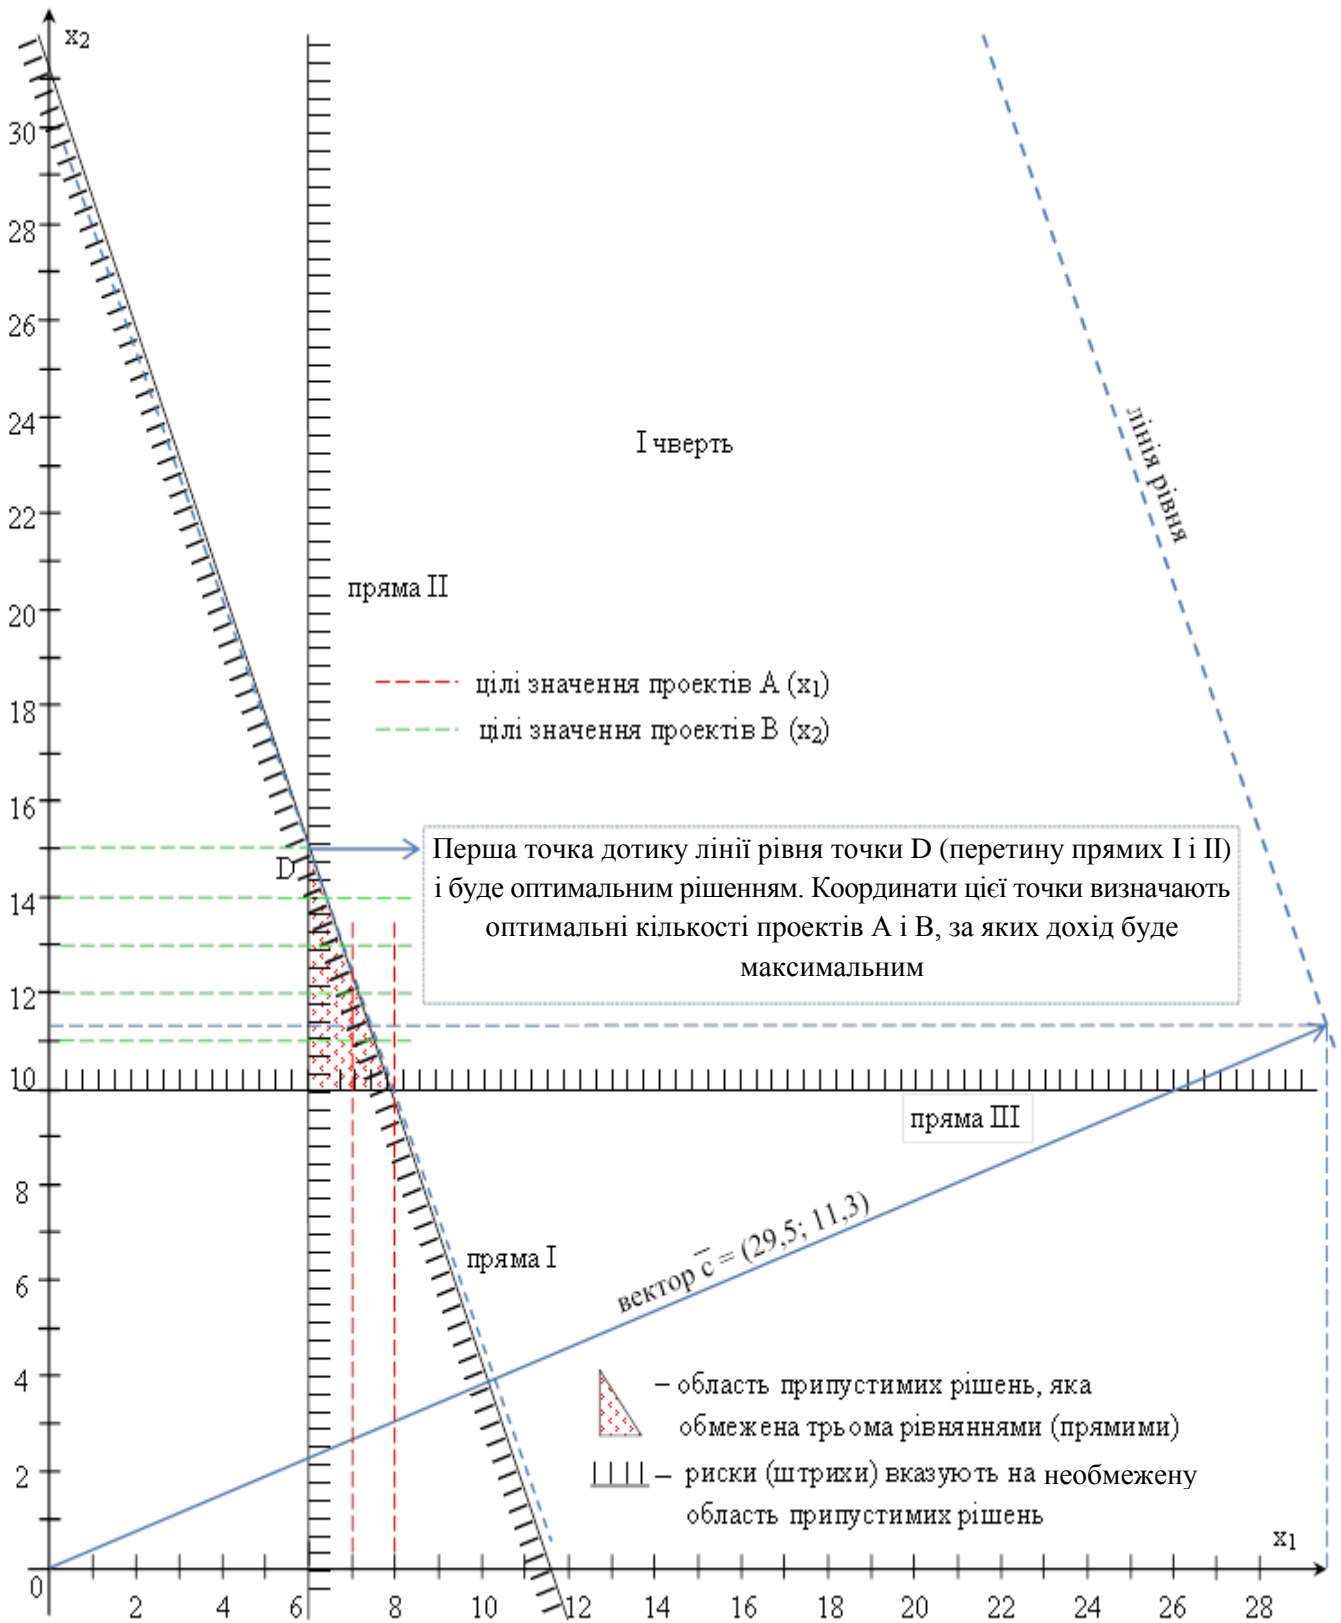 x2
30
28
26
24
22
20
18
16
14
12
10
8
6
4
2
0
I чверть
лінія рівня
пряма II
цілі значення проектів А (x1)
цілі значення проектів В (x2)
D
Перша точка дотику лінії рівня точки D (перетину прямих I і II)
і буде оптимальним рішенням. Координати цієї точки визначають
оптимальні кількості проектів А і В, за яких дохід буде
максимальним
пряма III
вектор c̅ = (29,5; 11,3)
пряма I
– область припустимих рішень, яка
обмежена трьома рівняннями (прямими)
– риски (штрихи) вказують на необмежену
область припустимих рішень
x1
2 4 6 8 10 12 14 16 18 20 22 24 26 28